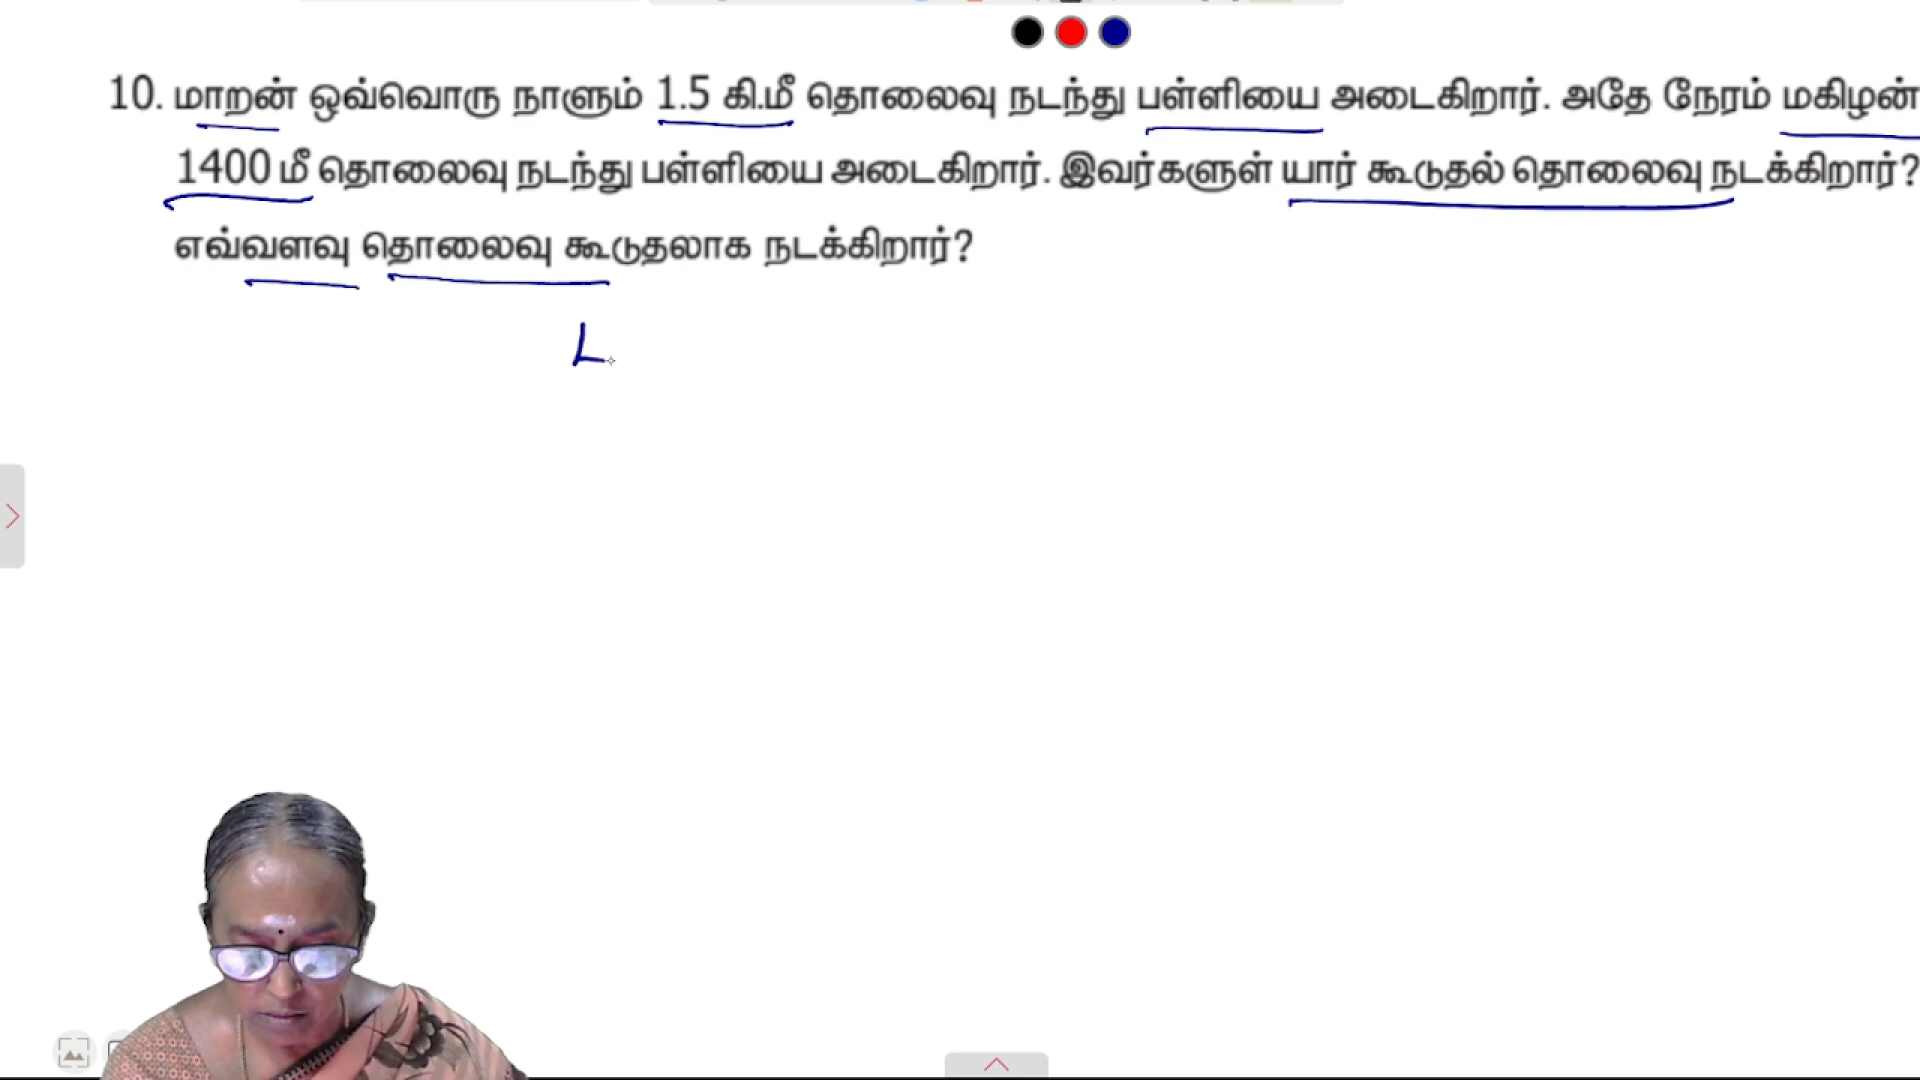 10. மாறன் ஒவ்வொரு நாளும் 1.5 கி.மீ தொலைவு நடந்து பள்ளியை அடைகிறார். அதே நேரம் மகிழன்
1400 மீ தொலைவு நடந்து பள்ளியை அடைகிறார். இவர்களுள் யார் கூடுதல் தொலைவு நடக்கிறார்?
எவ்வளவு தொலைவு கூடுதலாக நடக்கிறார்?